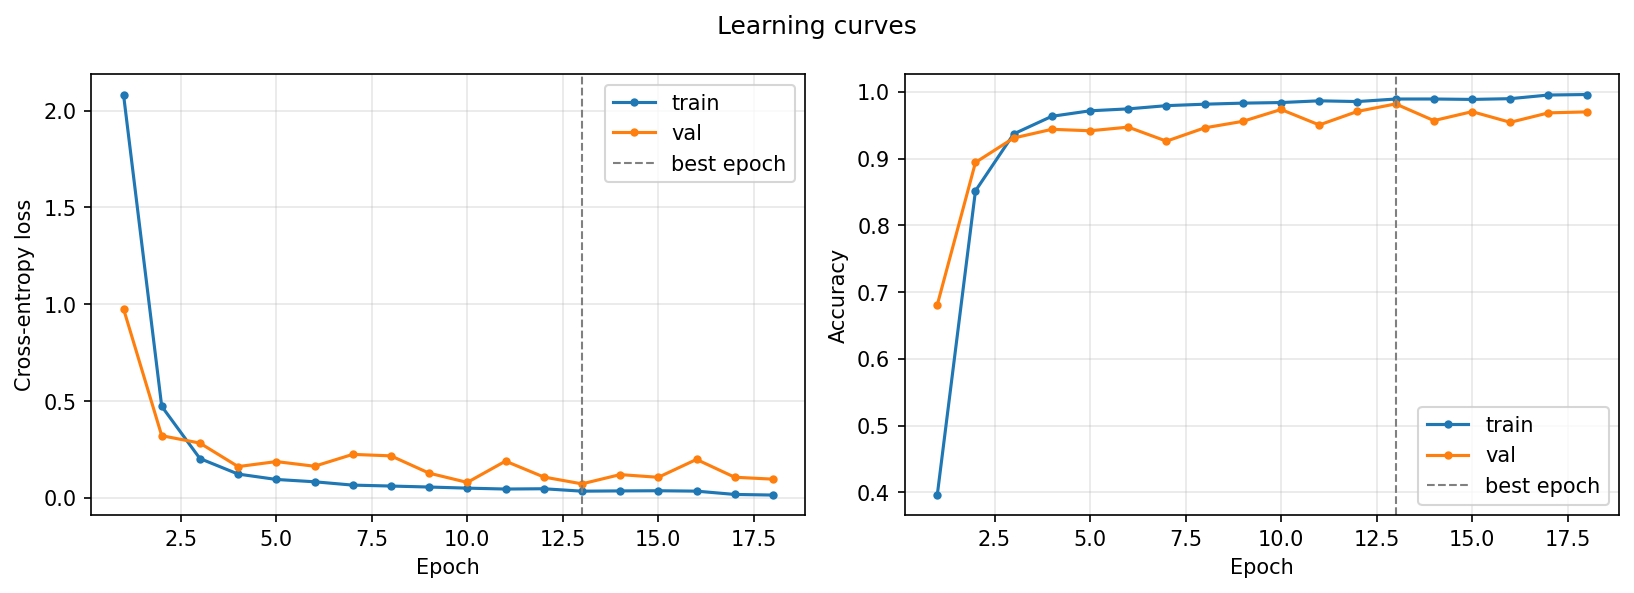 Learning curves
2.0
1.5
1.0
0.5
0.0
Cross-entropy loss
train
val
best epoch
2.5 5.0 7.5 10.0 12.5 15.0 17.5
Epoch
1.0
0.9
0.8
0.7
0.6
0.5
0.4
Accuracy
train
val
best epoch
2.5 5.0 7.5 10.0 12.5 15.0 17.5
Epoch